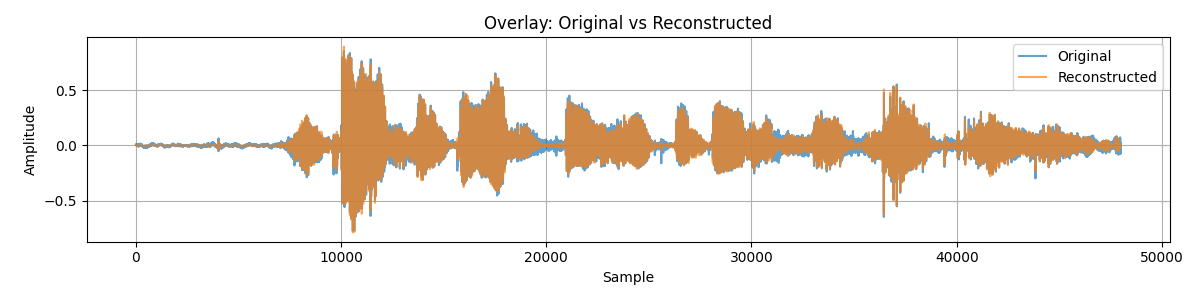 Overlay: Original vs Reconstructed
Original
Reconstructed
Amplitude
0.5
0.0
−0.5
0
10000
20000
30000
40000
50000
Sample